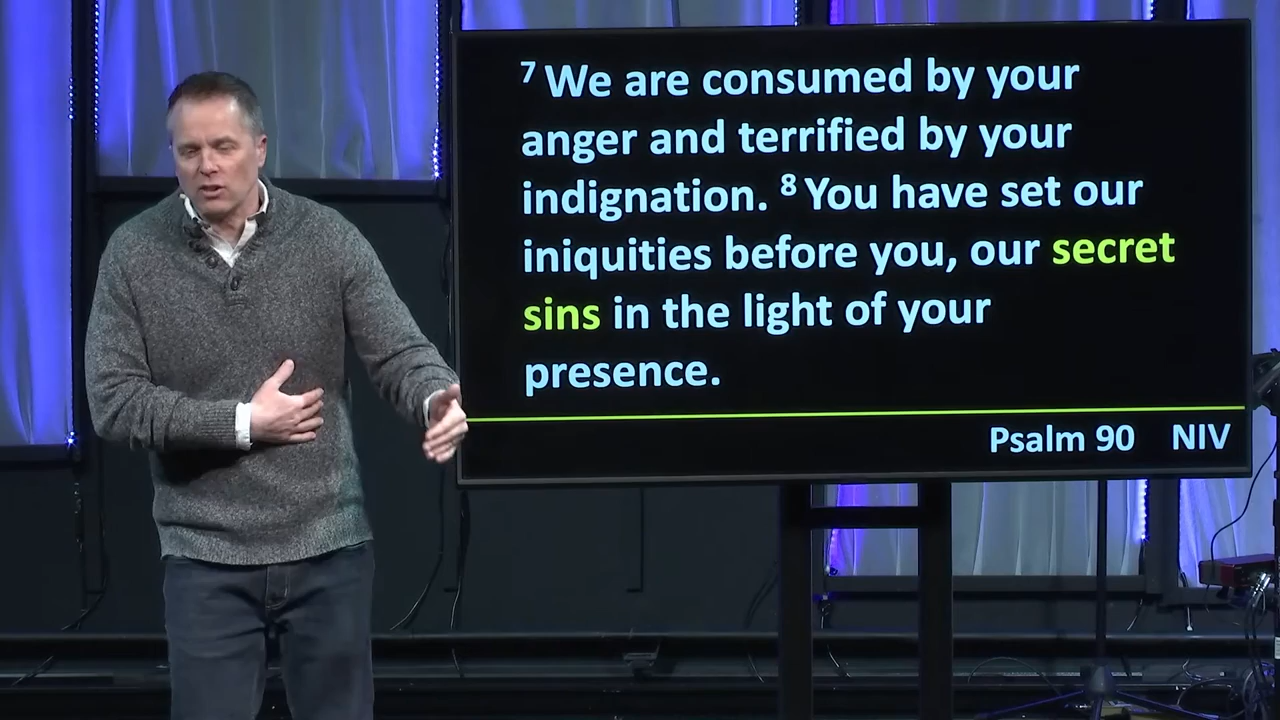 7 We are consumed by your
anger and terrified by your
indignation. 8 You have set our
iniquities before you, our secret
sins in the light of your
presence.
Psalm 90 NIV